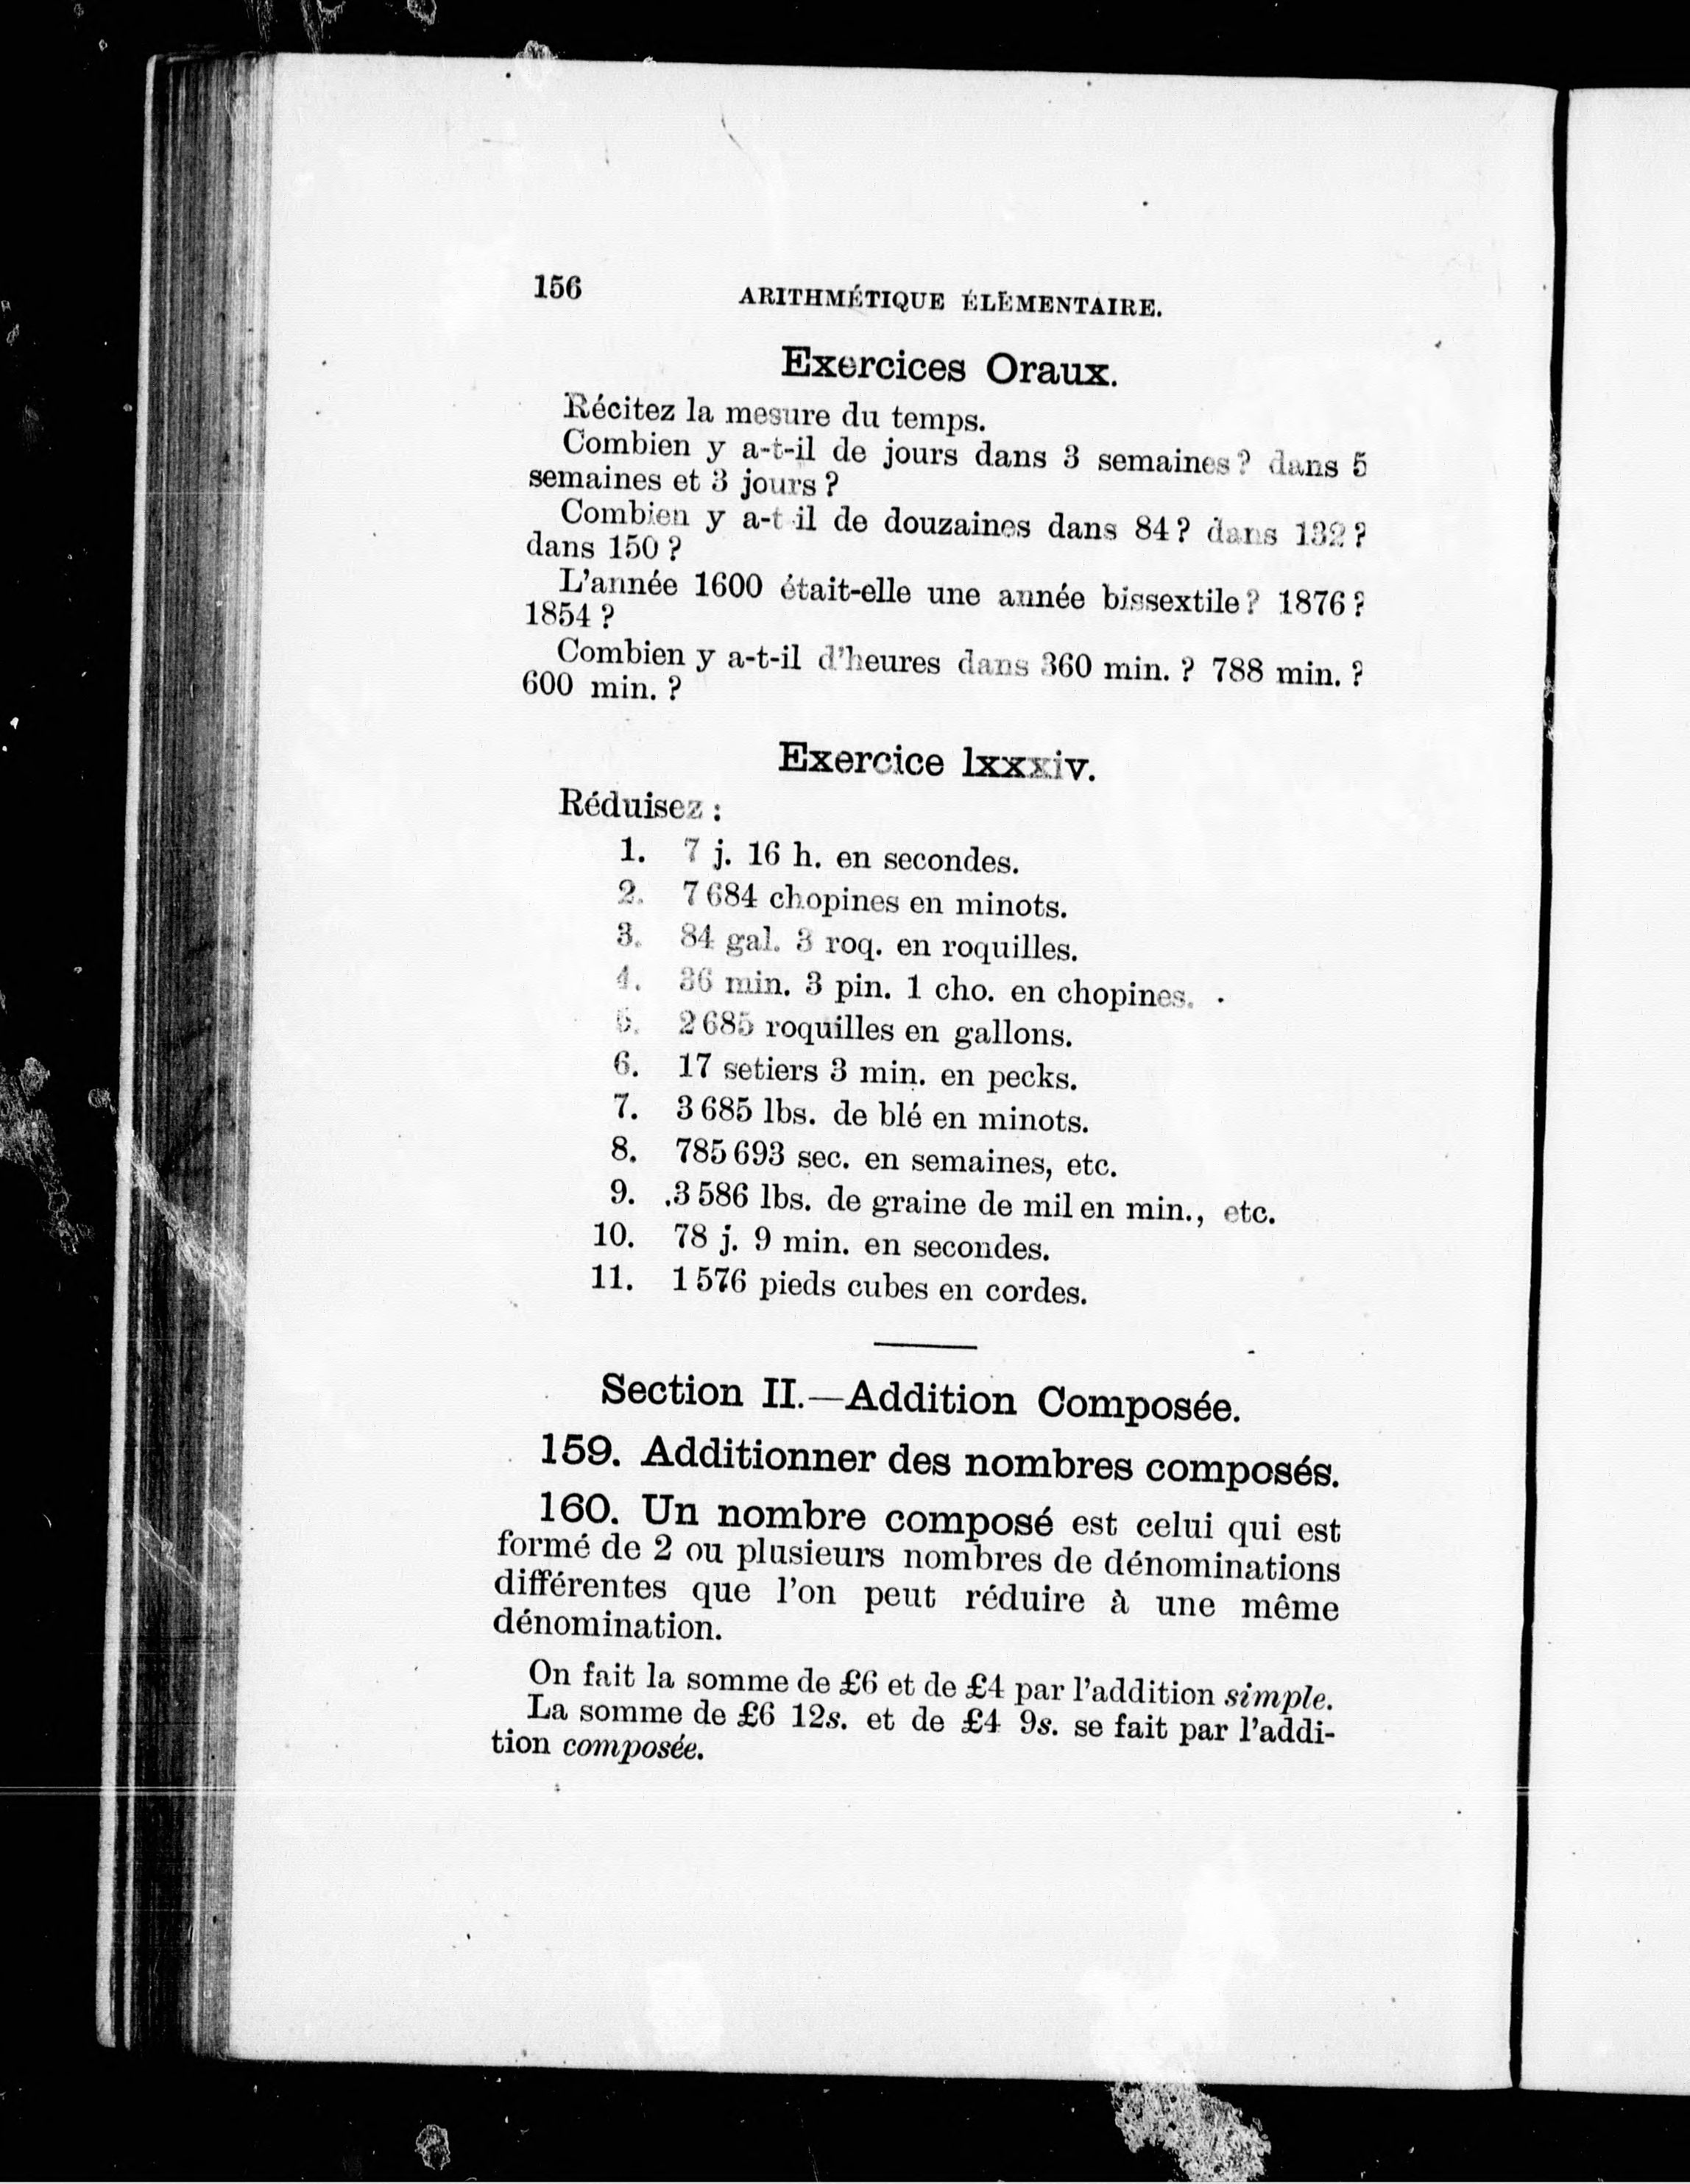 156
ARITHMÉTIQUE ÉLÉMENTAIRE.
Exercices Oraux.
Récitez la mesure du temps.
Combien y a-t-il de jours dans 3 semaines? dans 5
semaines et 3 jours?
Combien y a-t-il de douzaines dans 84? dans 132?
dans 150?
L'année 1600 était-elle une année bissextile? 1876?
1854?
Combien y a-t-il d'heures dans 360 min.? 788 min.?
600 min.?
Exercice lxxxiv.
Réduisez:
1. 7 j. 16 h. en secondes.
2. 7 684 chopines en minots.
3. 84 gal. 3 roq. en roquilles.
4. 36 min. 3 pin. 1 cho. en chopines.
5. 2 685 roquilles en gallons.
6. 17 setiers 3 min. en pecks.
7. 3 685 lbs. de blé en minots.
8. 785 693 sec. en semaines, etc.
9. 3 586 lbs. de graine de mil en min., etc.
10. 78 j. 9 min. en secondes.
11. 1 576 pieds cubes en cordes.
Section II.—Addition Composée.
159. Additionner des nombres composés.
160. Un nombre composé est celui qui est
formé de 2 ou plusieurs nombres de dénominations
différentes que l'on peut réduire à une même
dénomination.
On fait la somme de £6 et de £4 par l'addition simple.
La somme de £6 12s. et de £4 9s. se fait par l'addi-
tion composée.